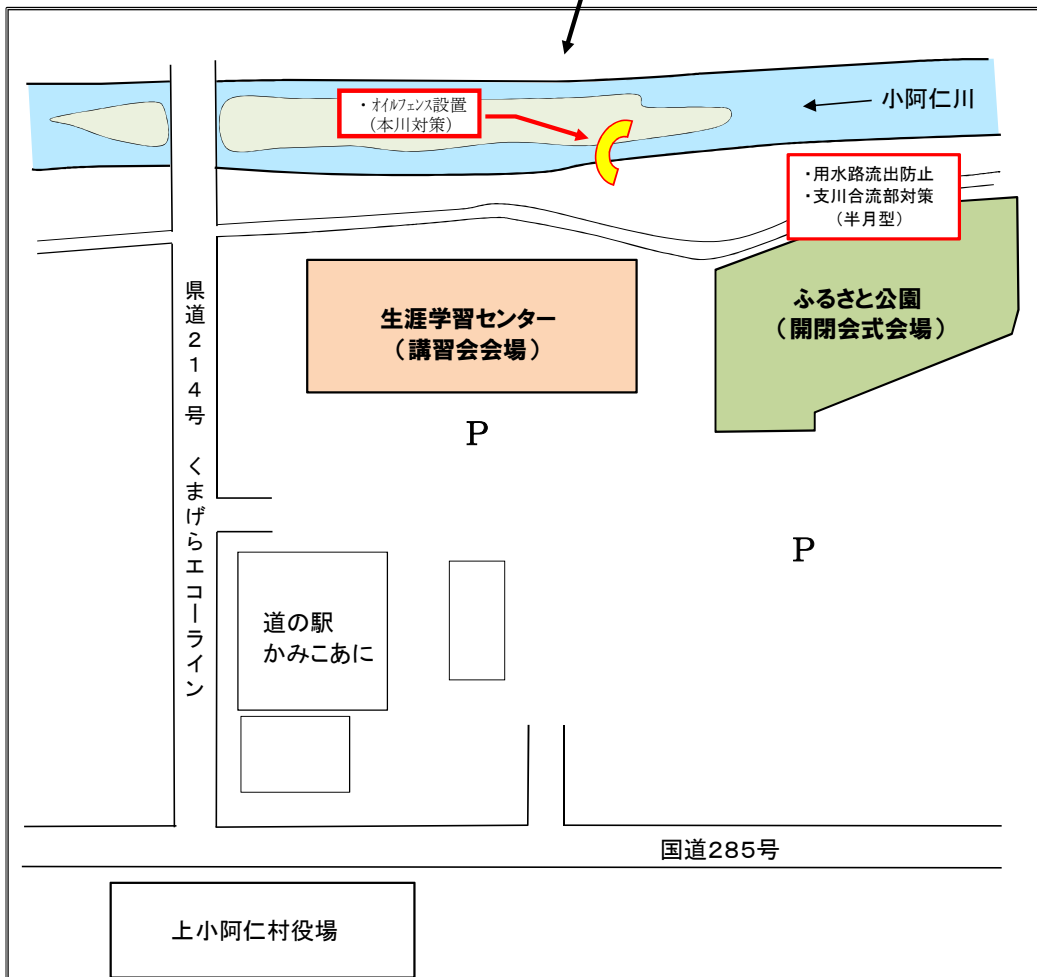 ・ｵｲﾙﾌｪﾝｽ設置
(本川対策)
小阿仁川
・用水路流出防止
・支川合流部対策
（半月型）
生涯学習センター
（講習会会場）
ふるさと公園
（開閉会式会場）
県道２１４号　くまげらエコーライン
P
P
道の駅
かみこあに
国道285号
上小阿仁村役場